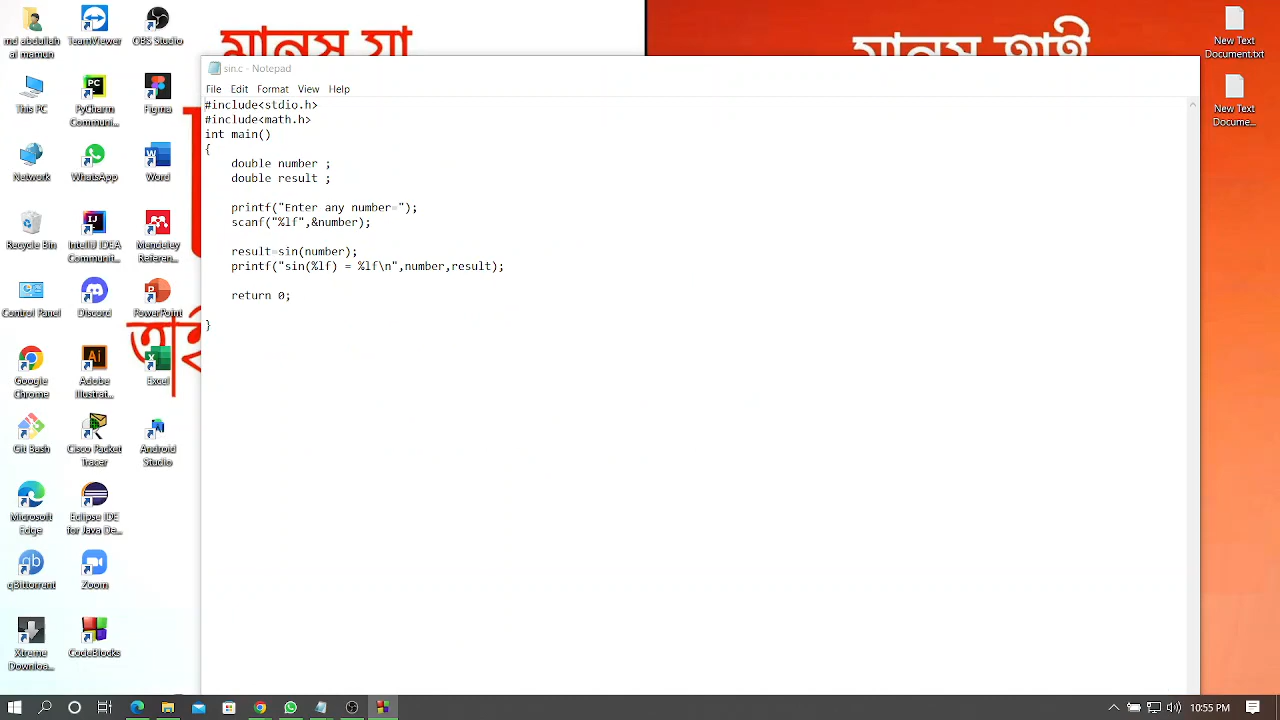 মানুষ যা
মানুষ তাই
md abdullah al mamun
TeamViewer
OBS Studio
This PC
PyCharm Communi...
Figma
Network
WhatsApp
Word
Recycle Bin
IntelliJ IDEA Communit...
Mendeley Referen...
Control Panel
Discord
PowerPoint
Google Chrome
Adobe Illustrat...
Excel
Git Bash
Cisco Packet Tracer
Android Studio
Microsoft Edge
Eclipse IDE for Java De...
qBittorrent
Zoom
Xtreme Downloa...
CodeBlocks
New Text Document.txt
New Text Docume...
sin.c - Notepad
File Edit Format View Help
#include<stdio.h>
#include<math.h>
int main()
{
double number ;
double result ;
printf("Enter any number=");
scanf("%lf",&number);
result=sin(number);
printf("sin(%lf) = %lf\n",number,result);
return 0;
}
10:55 PM